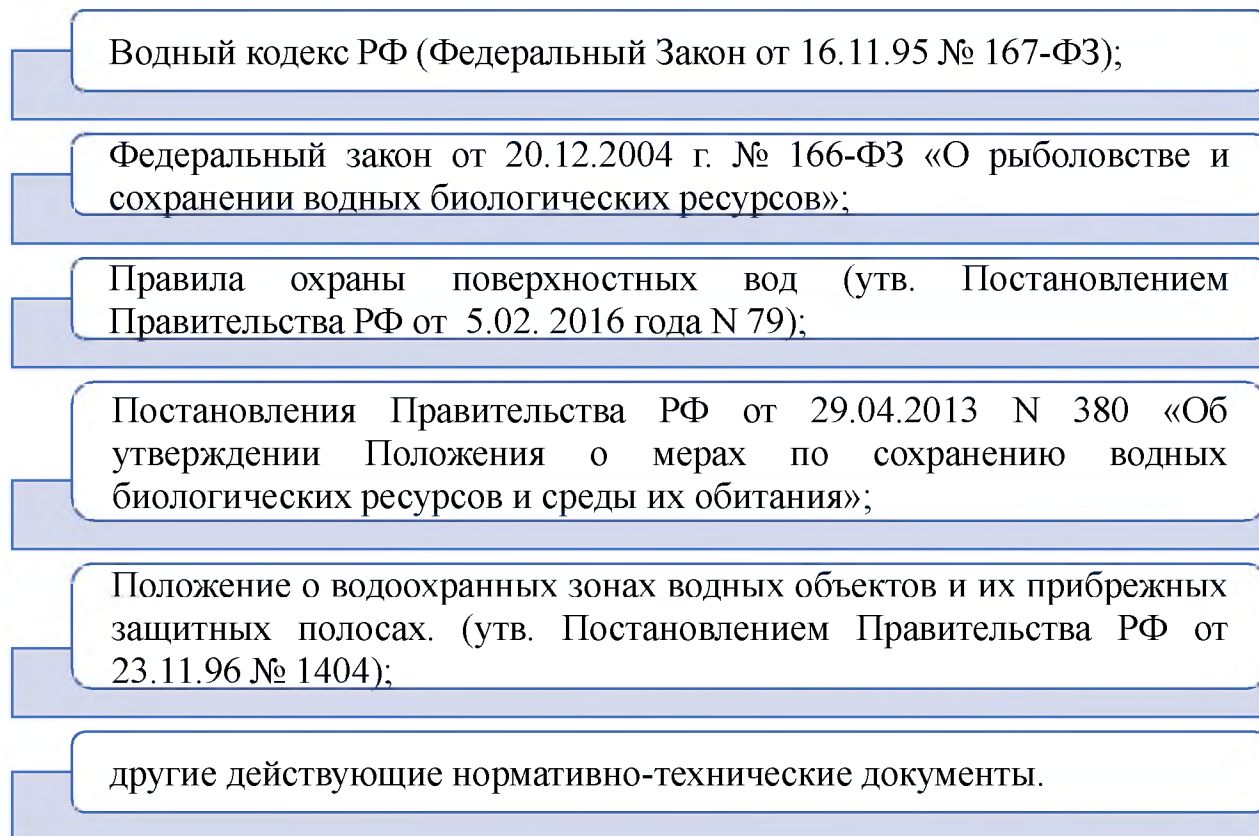 Водный кодекс РФ (Федеральный Закон от 16.11.95 № 167-ФЗ);
Федеральный закон от 20.12.2004 г. № 166-ФЗ «О рыболовстве и
сохранении водных биологических ресурсов»;
Правила охраны поверхностных вод (утв. Постановлением
Правительства РФ от 5.02. 2016 года N 79);
Постановления Правительства РФ от 29.04.2013 N 380 «Об
утверждении Положения о мерах по сохранению водных
биологических ресурсов и среды их обитания»;
Положение о водоохранных зонах водных объектов и их прибрежных
защитных полосах. (утв. Постановлением Правительства РФ от
23.11.96 № 1404);
другие действующие нормативно-технические документы.